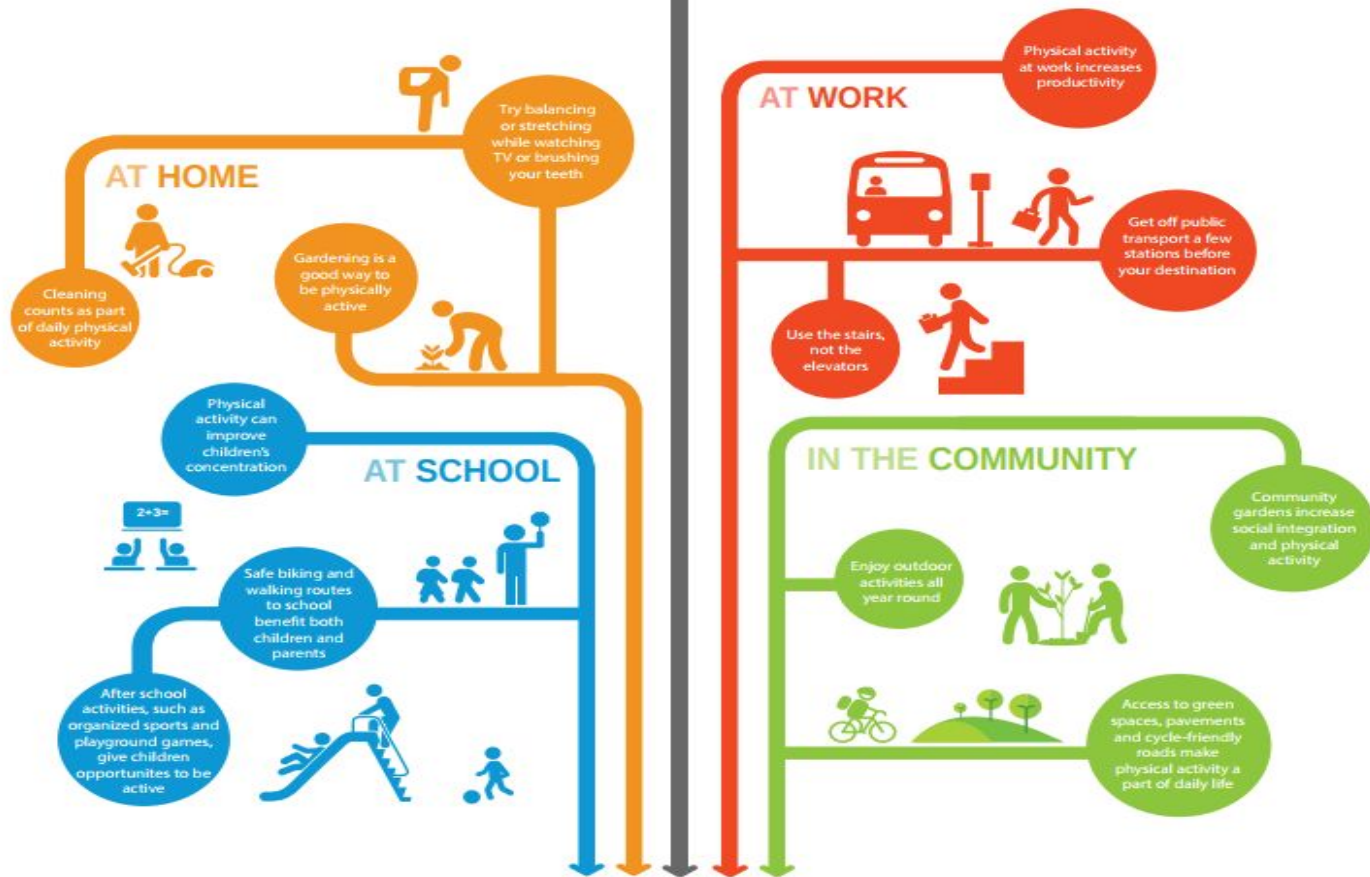 AT HOME
Try balancing
or stretching
while watching
TV or brushing
your teeth
Gardening is a
good way to
be physically
active
Cleaning
counts as part
of daily physical
activity
AT SCHOOL
Physical
activity can
improve
children's
concentration
2+3=
Safe biking and
walking routes
to school
benefit both
children and
parents
After school
activities, such as
organized sports and
playground games,
give children
opportunites to be
active
AT WORK
Physical activity
at work increases
productivity
Get off public
transport a few
stations before
your destination
Use the stairs,
not the
elevators
IN THE COMMUNITY
Community
gardens increase
social integration
and physical
activity
Enjoy outdoor
activities all
year round
Access to green
spaces, pavements
and cycle-friendly
roads make
physical activity a
part of daily life